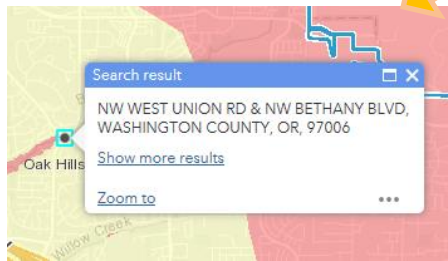 Search result
NW WEST UNION RD & NW BETHANY BLVD,
WASHINGTON COUNTY, OR, 97006
Show more results
Oak Hills
Zoom to
Willow Creek